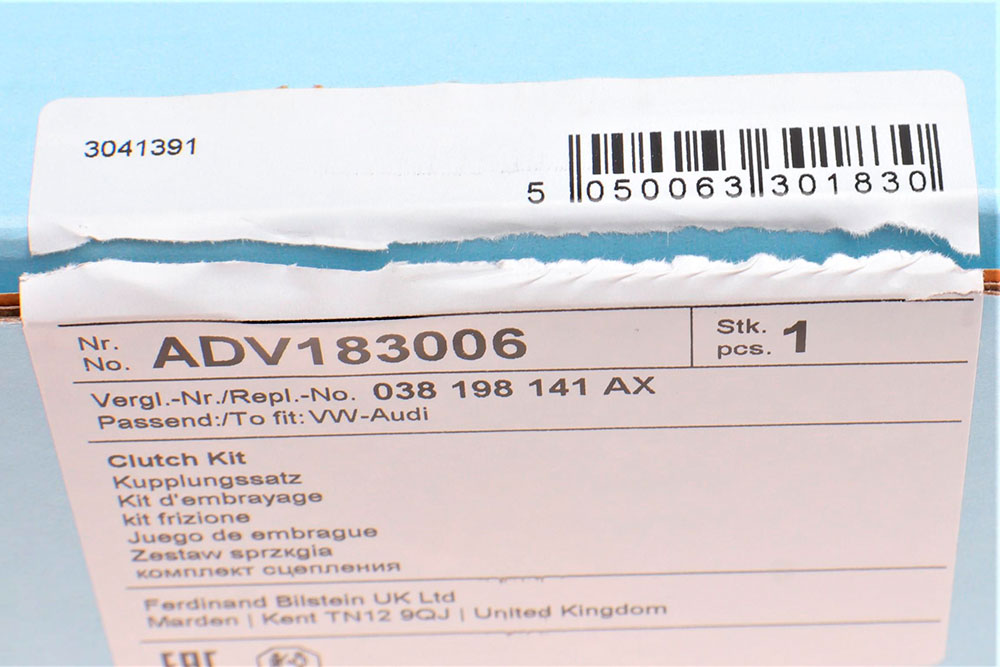 3041391
5 050063 301830
Nr.
No. ADV183006
Stk.
pcs. 1
Vergl.-Nr./Repl.-No. 038 198 141 AX
Passend:/To fit: VW-Audi
Clutch Kit
Kupplungssatz
Kit d'embrayage
kit frizione
Juego de embrague
Zestaw sprzкgіa
комплект сцепления
Ferdinand Bilstein UK Ltd
Marden | Kent TN12 9QJ | United Kingdom